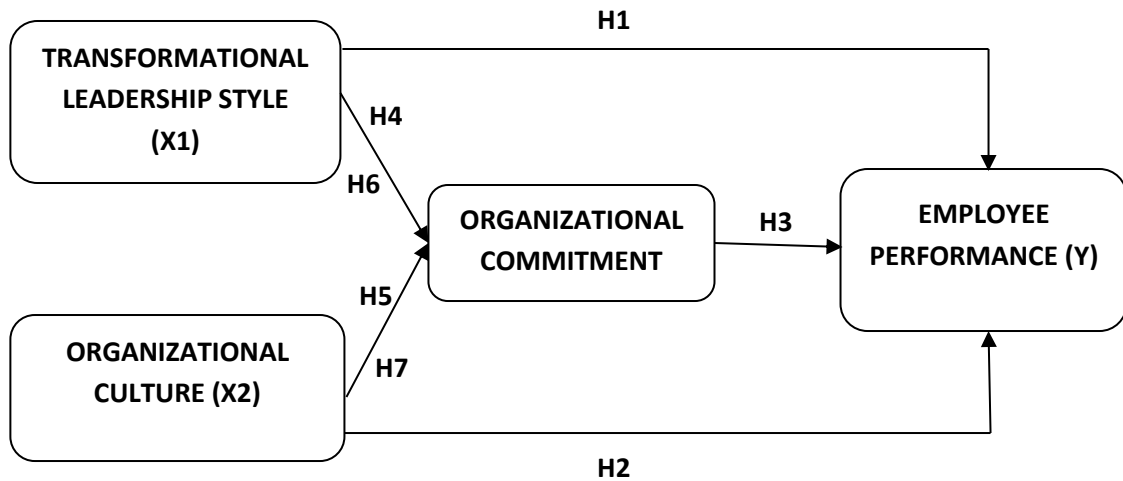 H1
TRANSFORMATIONAL
LEADERSHIP STYLE
(X1)
H4
H6
ORGANIZATIONAL
COMMITMENT
H3
EMPLOYEE
PERFORMANCE (Y)
H5
H7
ORGANIZATIONAL
CULTURE (X2)
H2